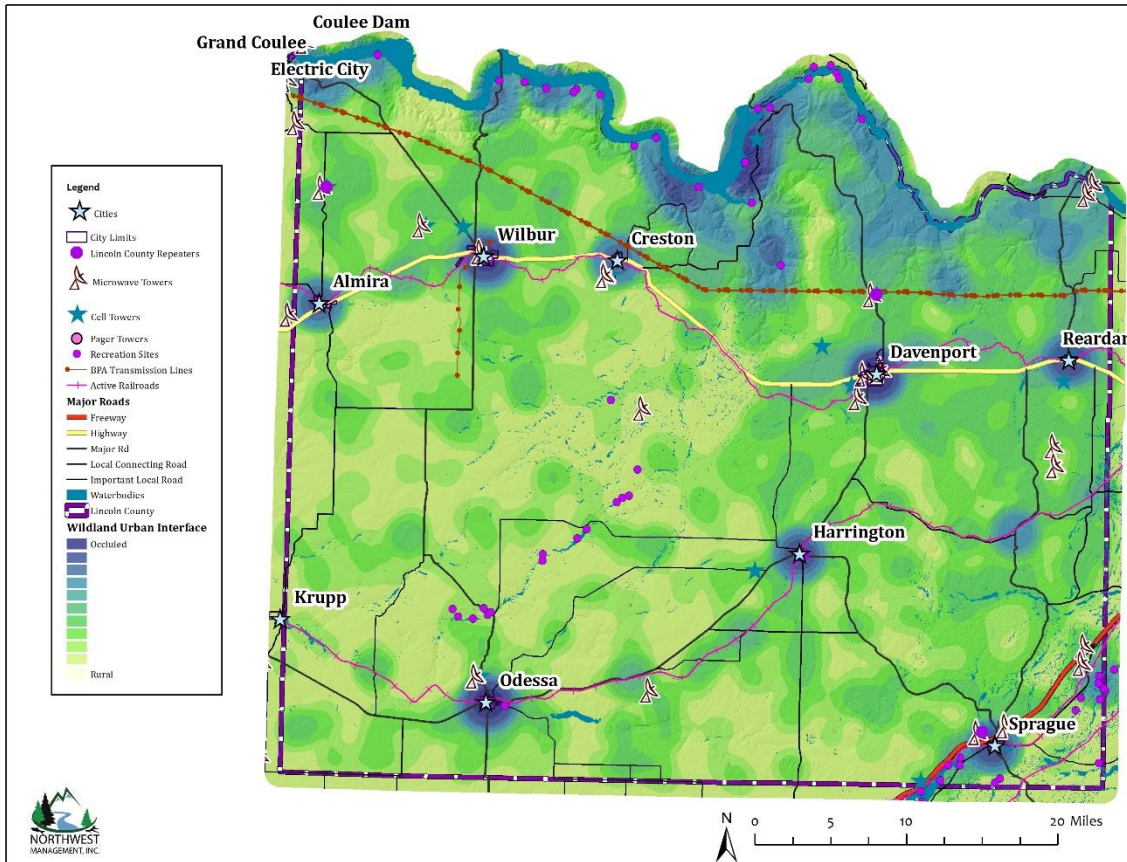 Coulee Dam
Grand Coulee
Electric City
Legend
Cities
City Limits
Lincoln County Repeaters
Microwave Towers
Cell Towers
Pager Towers
Recreation Sites
BPA Transmission Lines
Active Railroads
Major Roads
Freeway
Highway
Major Rd
Local Connecting Road
Important Local Road
Waterbodies
Lincoln County
Wildland Urban Interface
Occluded
Rural
Wilbur
Creston
Almira
Davenport
Reardan
Harrington
Krupp
Odessa
Sprague
N
0 5 10 20 Miles
NORTHWEST
MANAGEMENT, INC.